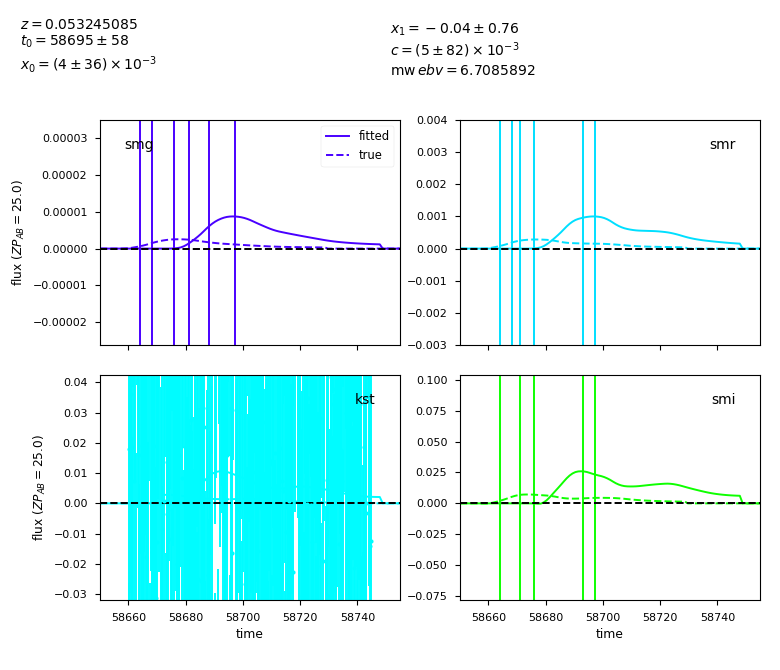 z = 0.053245085
t₀ = 58695 ± 58
x₀ = (4 ± 36) × 10⁻³
x₁ = − 0.04 ± 0.76
c = (5 ± 82) × 10⁻³
mw ebv = 6.7085892
smg
fitted
true
0.00003
0.00002
0.00001
0.00000
−0.00001
−0.00002
flux (ZP_AB = 25.0)
smr
0.004
0.003
0.002
0.001
0.000
−0.001
−0.002
−0.003
kst
0.04
0.03
0.02
0.01
0.00
−0.01
−0.02
−0.03
flux (ZP_AB = 25.0)
58660 58680 58700 58720 58740
time
smi
0.100
0.075
0.050
0.025
0.000
−0.025
−0.050
−0.075
58660 58680 58700 58720 58740
time